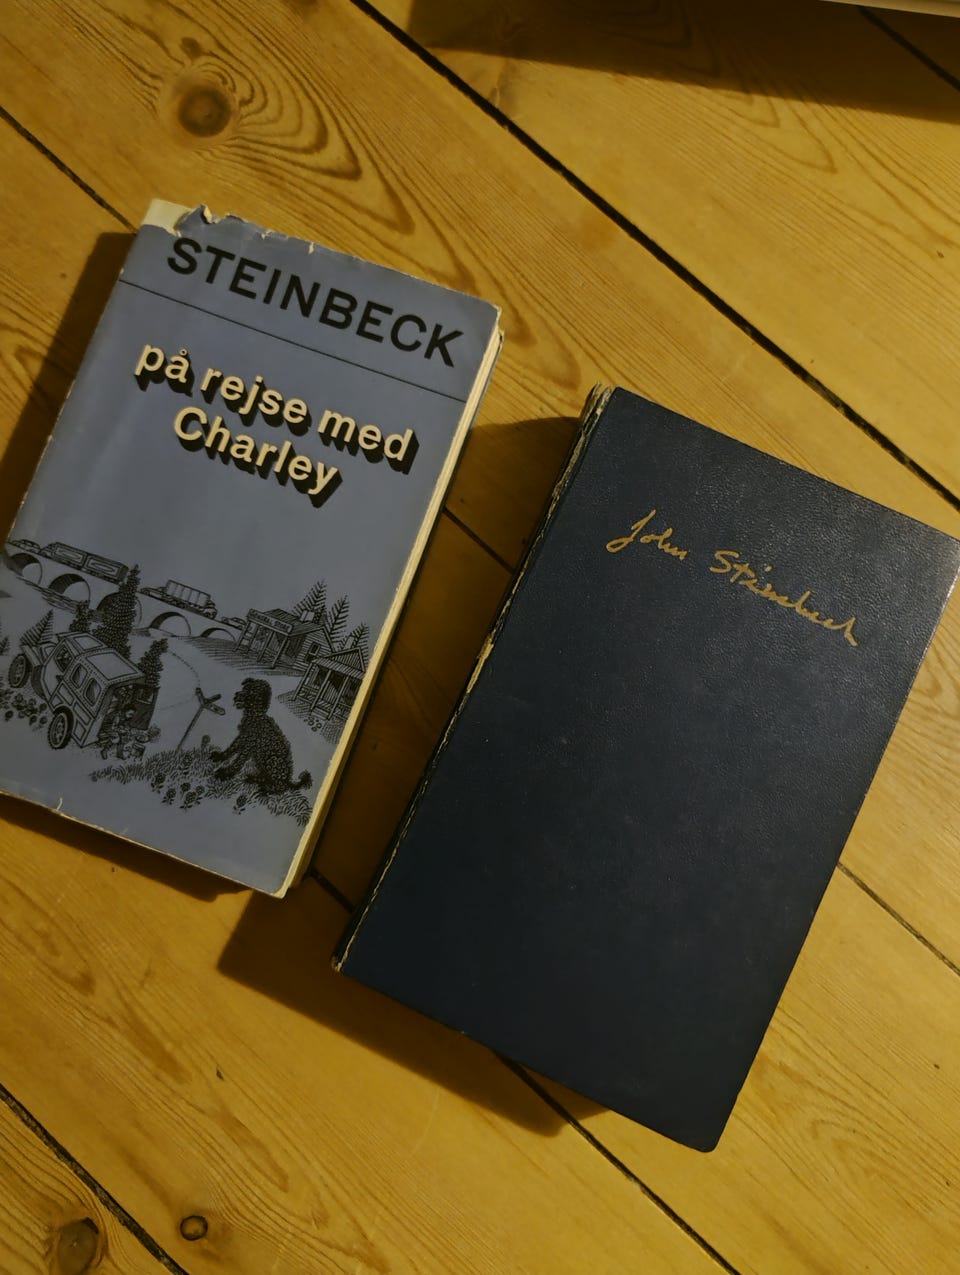 STEINBECK
på rejse med
Charley
John Steinbeck